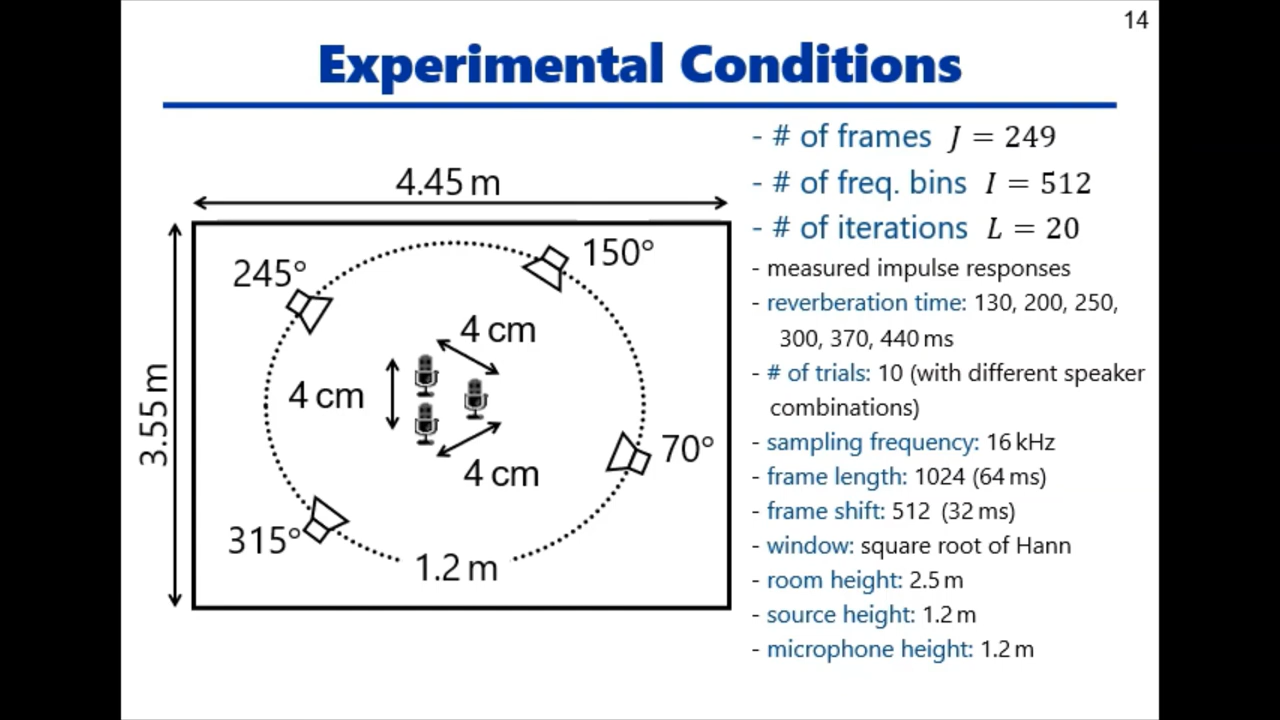 14
Experimental Conditions
4.45 m
3.55 m
245°
150°
4 cm
4 cm
4 cm
70°
315°
1.2 m
- # of frames J = 249
- # of freq. bins I = 512
- # of iterations L = 20
- measured impulse responses
- reverberation time: 130, 200, 250,
300, 370, 440 ms
- # of trials: 10 (with different speaker
combinations)
- sampling frequency: 16 kHz
- frame length: 1024 (64 ms)
- frame shift: 512 (32 ms)
- window: square root of Hann
- room height: 2.5 m
- source height: 1.2 m
- microphone height: 1.2 m